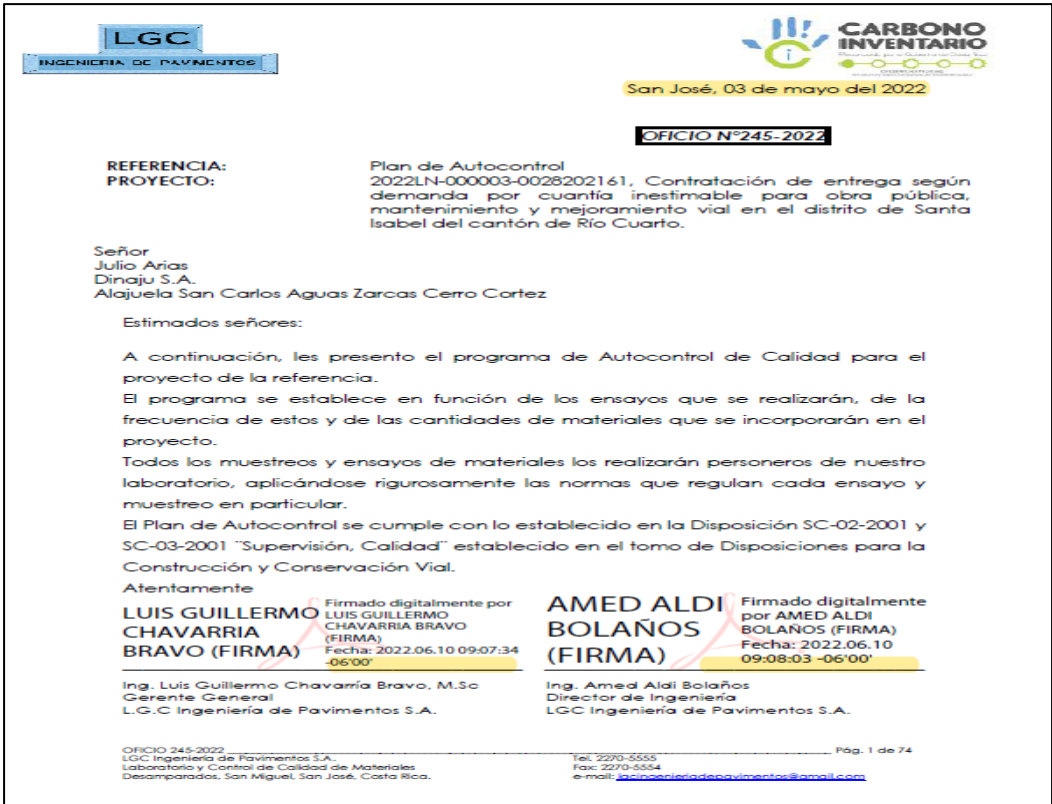 LGC
INGENIERIA DE PAVIMENTOS
CARBONO
INVENTARIO
San José, 03 de mayo del 2022
OFICIO N°245-2022
REFERENCIA: Plan de Autocontrol
PROYECTO: 2022LN-000003-0028202161, Contratación de entrega según
demanda por cuantía inestimable para obra pública,
mantenimiento y mejoramiento vial en el distrito de Santa
Isabel del cantón de Río Cuarto.
Señor
Julio Arias
Dinaju S.A.
Alajuela San Carlos Aguas Zarcas Cerro Cortez
Estimados señores:
A continuación, les presento el programa de Autocontrol de Calidad para el
proyecto de la referencia.
El programa se establece en función de los ensayos que se realizarán, de la
frecuencia de estos y de las cantidades de materiales que se incorporarán en el
proyecto.
Todos los muestreos y ensayos de materiales los realizarán personeros de nuestro
laboratorio, aplicándose rigurosamente las normas que regulan cada ensayo y
muestreo en particular.
El Plan de Autocontrol se cumple con lo establecido en la Disposición SC-02-2001 y
SC-03-2001 ¨Supervisión, Calidad¨ establecido en el tomo de Disposiciones para la
Construcción y Conservación Vial.
Atentamente
LUIS GUILLERMO
CHAVARRIA
BRAVO (FIRMA)
Firmado digitalmente por
LUIS GUILLERMO
CHAVARRIA BRAVO
(FIRMA)
Fecha: 2022.06.10 09:07:34
-06'00'
AMED ALDI
BOLAÑOS
(FIRMA)
Firmado digitalmente
por AMED ALDI
BOLAÑOS (FIRMA)
Fecha: 2022.06.10
09:08:03 -06'00'
Ing. Luis Guillermo Chavarría Bravo, M.Sc
Gerente General
L.G.C Ingeniería de Pavimentos S.A.
Ing. Amed Aldi Bolaños
Director de Ingeniería
LGC Ingeniería de Pavimentos S.A.
OFICIO 245-2022 Pág. 1 de 74
LGC Ingeniería de Pavimentos S.A. Tel. 2270-5555
Laboratorio y Control de Calidad de Materiales Fax: 2270-5554
Desamparados, San Miguel, San José, Costa Rica. e-mail: lgcingenieriadepavimentos@gmail.com